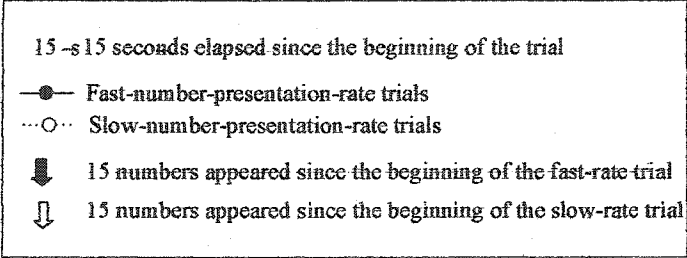 15 -s 15 seconds elapsed since the beginning of the trial
Fast-number-presentation-rate trials
Slow-number-presentation-rate trials
15 numbers appeared since the beginning of the fast-rate trial
15 numbers appeared since the beginning of the slow-rate trial